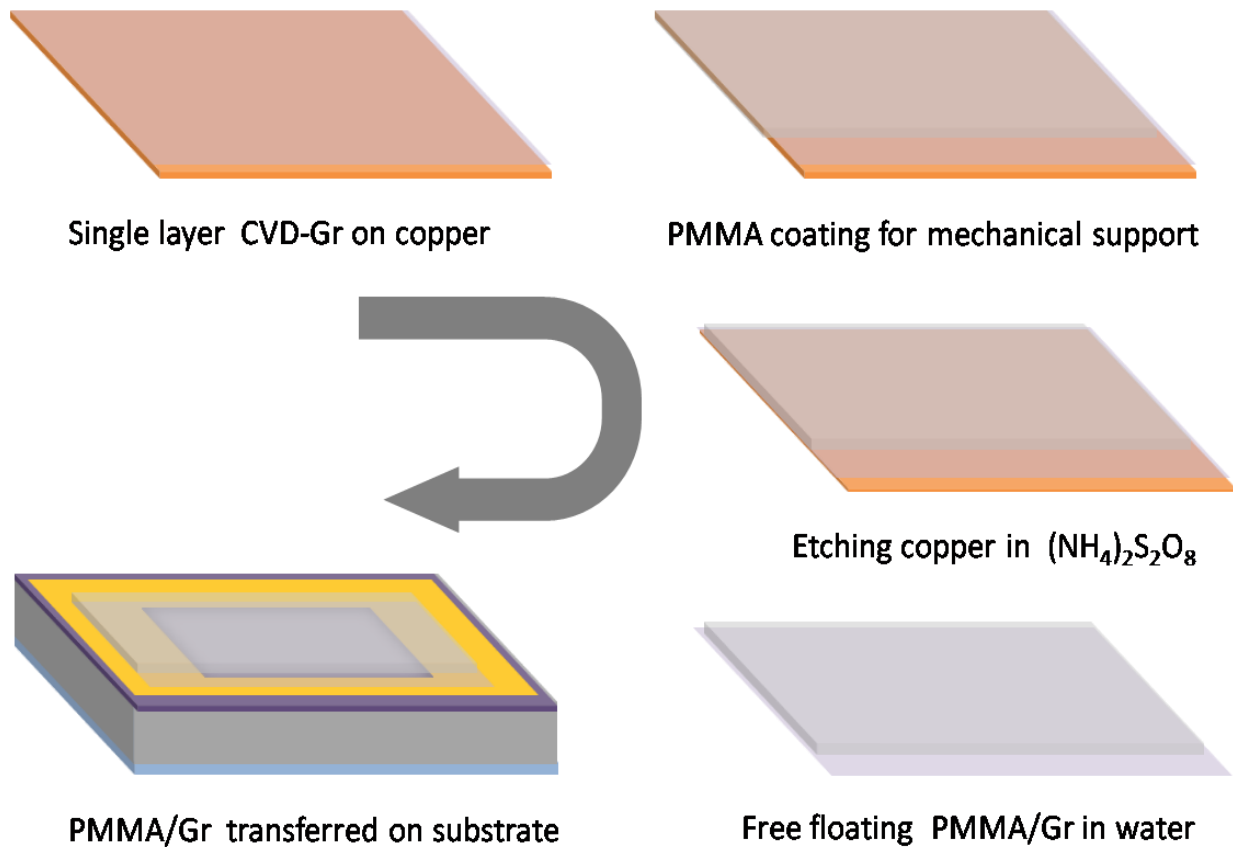 Single layer CVD-Gr on copper
PMMA coating for mechanical support
Etching copper in (NH₄)₂S₂O₈
Free floating PMMA/Gr in water
PMMA/Gr transferred on substrate